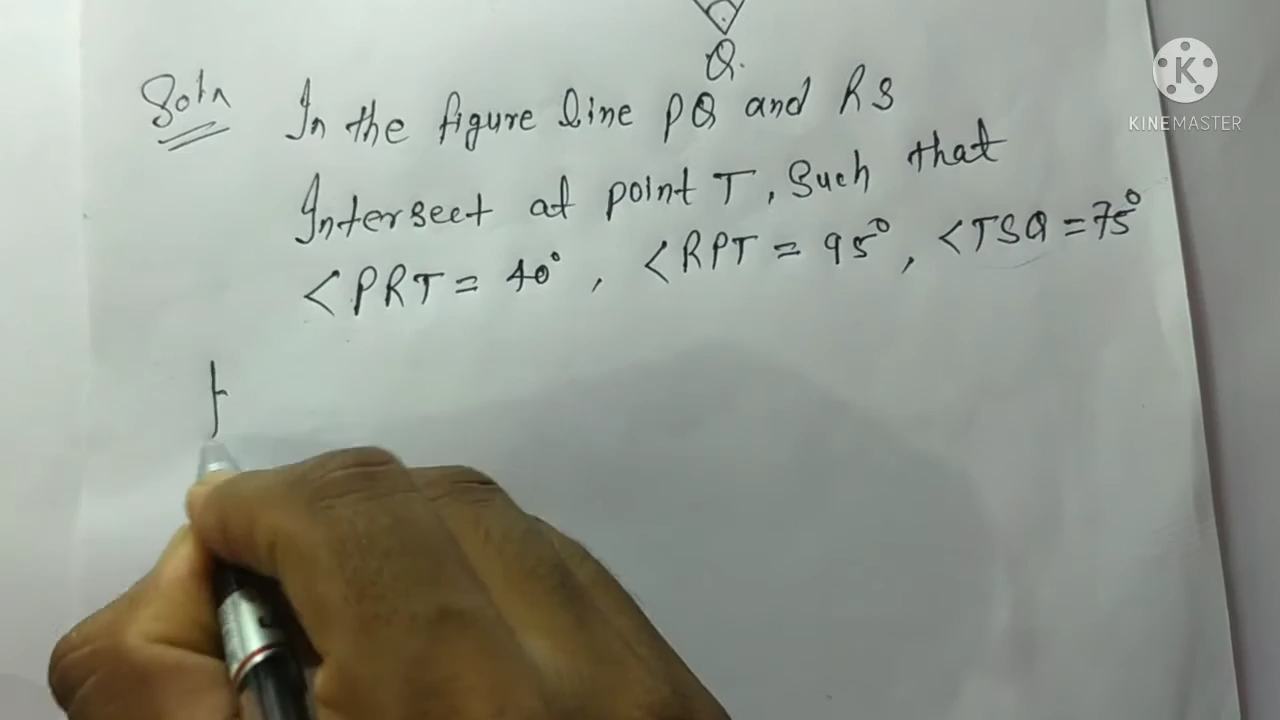 Q.
Soln In the figure line PQ and RS
Intersect at point T, Such that
<PRT = 40°, <RPT = 95°, <TSQ = 75°
K
KINEMASTER